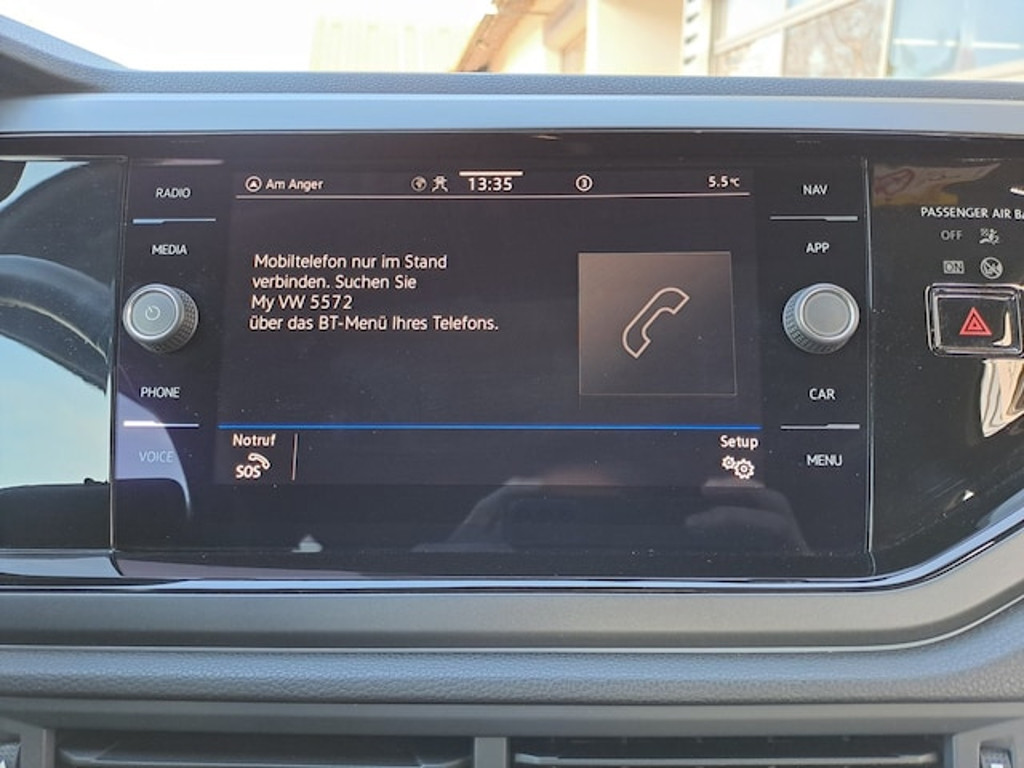 RADIO
MEDIA
PHONE
VOICE
Am Anger
13:35
3
5.5°C
Mobiltelefon nur im Stand
verbinden. Suchen Sie
My VW 5572
über das BT-Menü Ihres Telefons.
Notruf
SOS
Setup
NAV
APP
CAR
MENU
PASSENGER AIR BA
OFF
ON